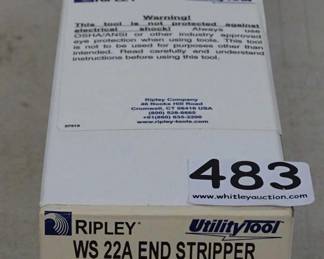 RIPLEY UtilityTool
Warning!
This tool is not protected against
electrical shock! Always use
OSHA/ANSI or other industry approved
eye protection when using tools. This tool
is not to be used for purposes other than
intended. Read carefully and understand
instructions before using this tool.
Ripley Company
46 Nooks Hill Road
Cromwell, CT 06416 USA
(800) 528-8665
+01(860) 635-2200
www.ripley-tools.com
483
www.whitleyauction.com
RIPLEY UtilityTool
WS 22A END STRIPPER